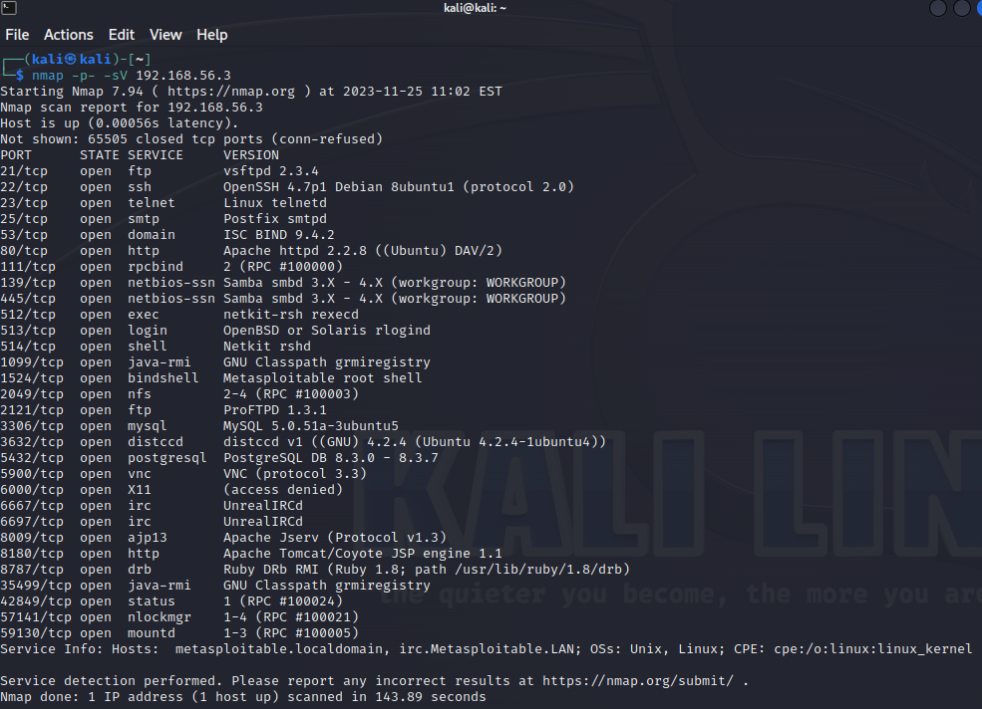 kali@kali: ~
File Actions Edit View Help
┌──(kali㉿kali)-[~]
└─$ nmap -p- -sV 192.168.56.3
Starting Nmap 7.94 ( https://nmap.org ) at 2023-11-25 11:02 EST
Nmap scan report for 192.168.56.3
Host is up (0.00056s latency).
Not shown: 65505 closed tcp ports (conn-refused)
PORT      STATE SERVICE     VERSION
21/tcp    open  ftp         vsftpd 2.3.4
22/tcp    open  ssh         OpenSSH 4.7p1 Debian 8ubuntu1 (protocol 2.0)
23/tcp    open  telnet      Linux telnetd
25/tcp    open  smtp        Postfix smtpd
53/tcp    open  domain      ISC BIND 9.4.2
80/tcp    open  http        Apache httpd 2.2.8 ((Ubuntu) DAV/2)
111/tcp   open  rpcbind     2 (RPC #100000)
139/tcp   open  netbios-ssn Samba smbd 3.X - 4.X (workgroup: WORKGROUP)
445/tcp   open  netbios-ssn Samba smbd 3.X - 4.X (workgroup: WORKGROUP)
512/tcp   open  exec        netkit-rsh rexecd
513/tcp   open  login       OpenBSD or Solaris rlogind
514/tcp   open  shell       Netkit rshd
1099/tcp  open  java-rmi    GNU Classpath grmiregistry
1524/tcp  open  bindshell   Metasploitable root shell
2049/tcp  open  nfs         2-4 (RPC #100003)
2121/tcp  open  ftp         ProFTPD 1.3.1
3306/tcp  open  mysql       MySQL 5.0.51a-3ubuntu5
3632/tcp  open  distccd     distccd v1 ((GNU) 4.2.4 (Ubuntu 4.2.4-1ubuntu4))
5432/tcp  open  postgresql  PostgreSQL DB 8.3.0 - 8.3.7
5900/tcp  open  vnc         VNC (protocol 3.3)
6000/tcp  open  X11         (access denied)
6667/tcp  open  irc         UnrealIRCd
6697/tcp  open  irc         UnrealIRCd
8009/tcp  open  ajp13       Apache Jserv (Protocol v1.3)
8180/tcp  open  http        Apache Tomcat/Coyote JSP engine 1.1
8787/tcp  open  drb         Ruby DRb RMI (Ruby 1.8; path /usr/lib/ruby/1.8/drb)
35499/tcp open  java-rmi    GNU Classpath grmiregistry
42849/tcp open  status      1 (RPC #100024)
57141/tcp open  nlockmgr    1-4 (RPC #100021)
59130/tcp open  mountd      1-3 (RPC #100005)
Service Info: Hosts:  metasploitable.localdomain, irc.Metasploitable.LAN; OSs: Unix, Linux; CPE: cpe:/o:linux:linux_kernel
Service detection performed. Please report any incorrect results at https://nmap.org/submit/ .
Nmap done: 1 IP address (1 host up) scanned in 143.89 seconds
KALI LIN
the quieter you become, the more you are